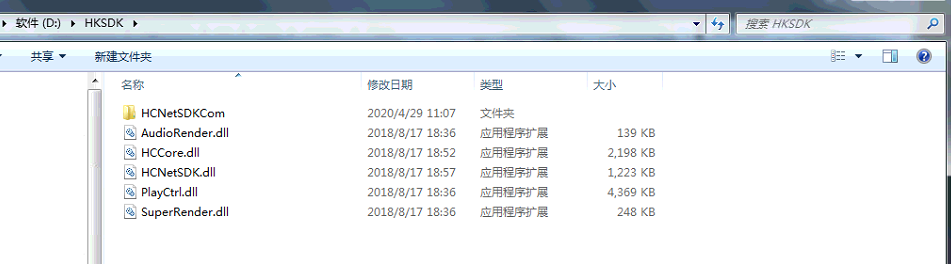 软件 (D:) HKSDK 搜索 HKSDK
共享 新建文件夹
名称 修改日期 类型 大小
HCNetSDKCom 2020/4/29 11:07 文件夹
AudioRender.dll 2018/8/17 18:36 应用程序扩展 139 KB
HCCore.dll 2018/8/17 18:52 应用程序扩展 2,198 KB
HCNetSDK.dll 2018/8/17 18:57 应用程序扩展 1,223 KB
PlayCtrl.dll 2018/8/17 18:36 应用程序扩展 4,369 KB
SuperRender.dll 2018/8/17 18:36 应用程序扩展 248 KB